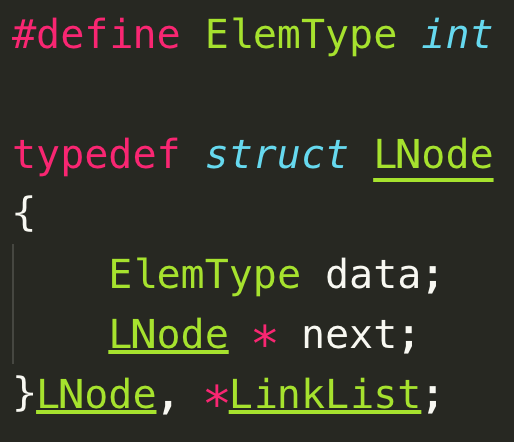 #define ElemType int
typedef struct LNode
{
    ElemType data;
    LNode * next;
}LNode, *LinkList;